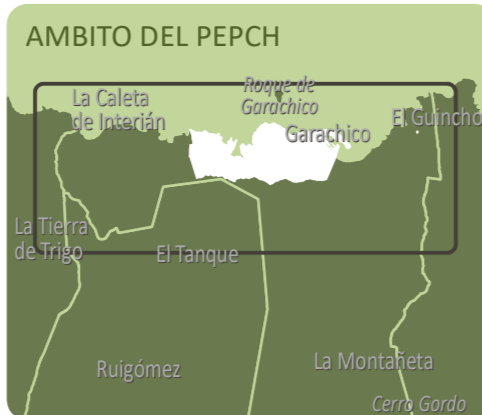 AMBITO DEL PEPCH
Roque de
Garachico
La Caleta
de Interián
Garachico
El Guincho
La Tierra
de Trigo
El Tanque
Ruigómez
La Montañeta
Cerro Gordo